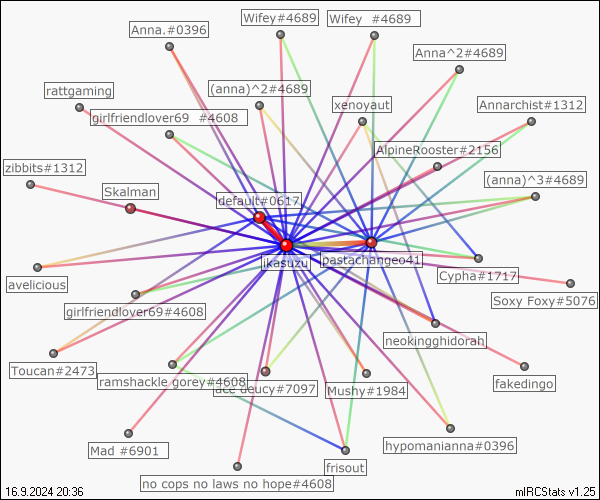 Wifey#4689
Wifey  #4689
Anna.#0396
Anna^2#4689
rattgaming
(anna)^2#4689
xenoyaut
Annarchist#1312
girlfriendlover69  #4608
AlpineRooster#2156
zibbits#1312
(anna)^3#4689
Skalman
default#0617
ikasuzu
pastachangeo41
Cypha#1717
avelicious
Soxy Foxy#5076
girlfriendlover69#4608
neokingghidorah
Toucan#2473
ramshackle gorey#4608
ace deucy#7097
Mushy#1984
fakedingo
Mad #6901
hypomanianna#0396
frisout
no cops no laws no hope#4608
16.9.2024 20:36
mIRCStats v1.25